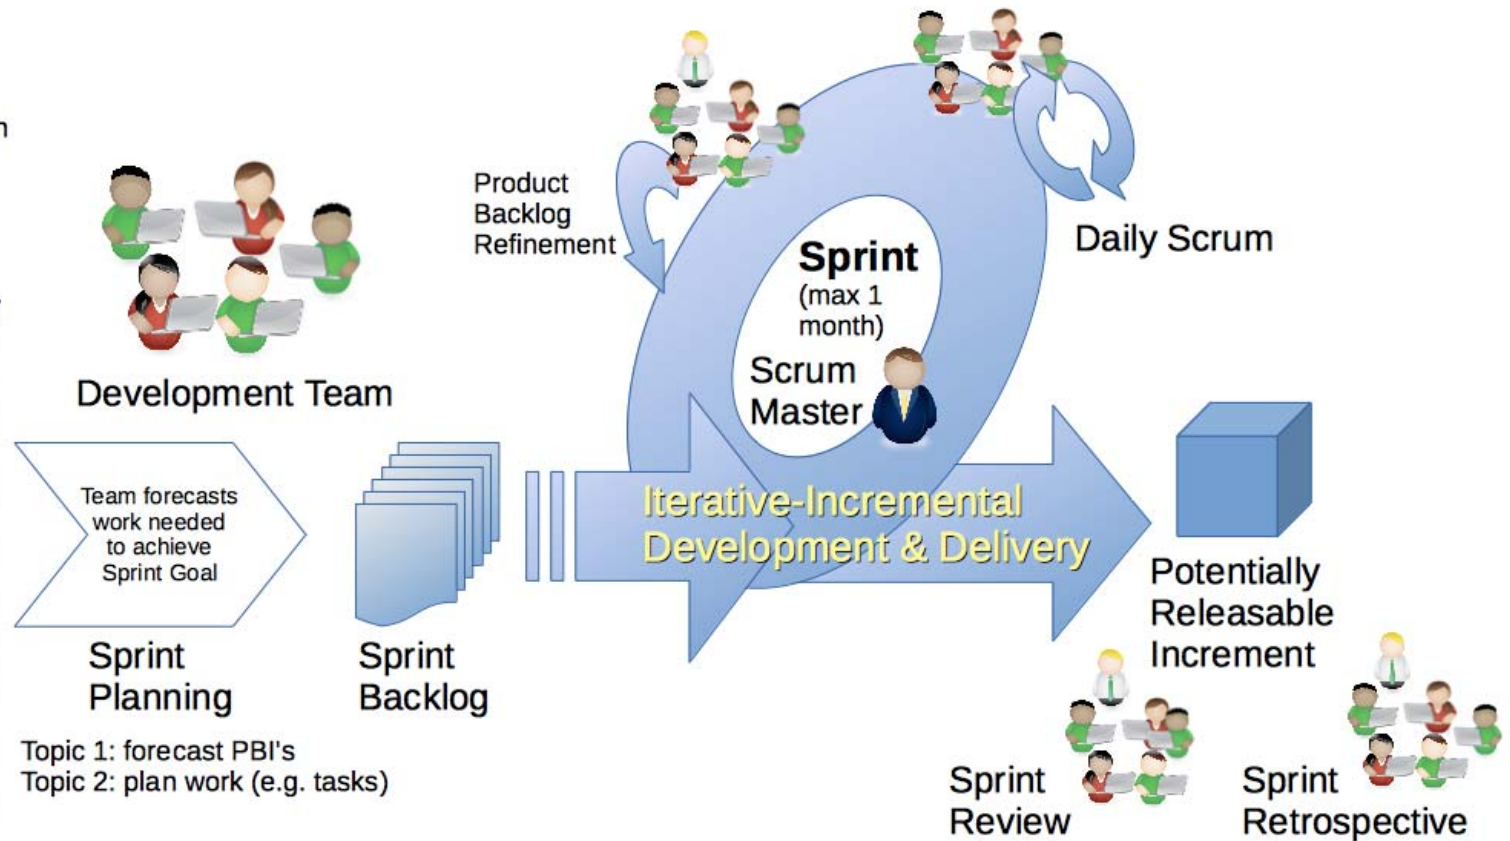 Development Team
Product
Backlog
Refinement
Daily Scrum
Sprint
(max 1
month)
Scrum
Master
Team forecasts
work needed
to achieve
Sprint Goal
Iterative-Incremental
Development & Delivery
Sprint
Planning
Sprint
Backlog
Potentially
Releasable
Increment
Topic 1: forecast PBI's
Topic 2: plan work (e.g. tasks)
Sprint
Review
Sprint
Retrospective